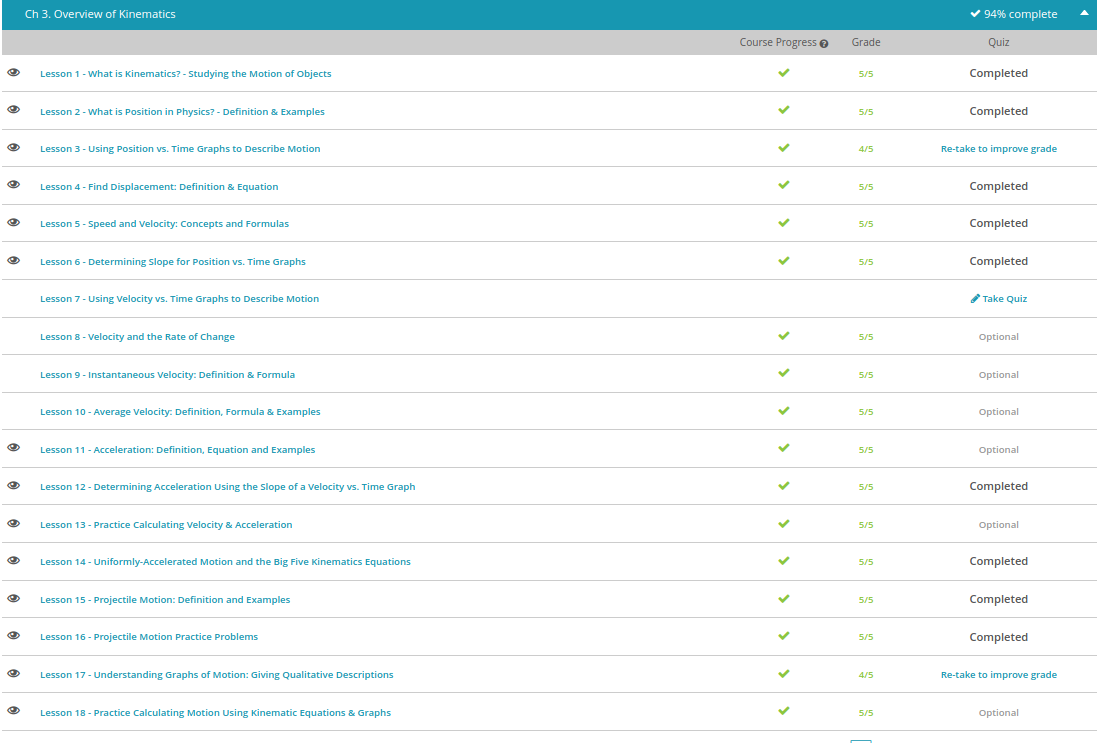 Ch 3. Overview of Kinematics 94% complete
Course Progress Grade Quiz
Lesson 1 - What is Kinematics? - Studying the Motion of Objects 5/5 Completed
Lesson 2 - What is Position in Physics? - Definition & Examples 5/5 Completed
Lesson 3 - Using Position vs. Time Graphs to Describe Motion 4/5 Re-take to improve grade
Lesson 4 - Find Displacement: Definition & Equation 5/5 Completed
Lesson 5 - Speed and Velocity: Concepts and Formulas 5/5 Completed
Lesson 6 - Determining Slope for Position vs. Time Graphs 5/5 Completed
Lesson 7 - Using Velocity vs. Time Graphs to Describe Motion Take Quiz
Lesson 8 - Velocity and the Rate of Change 5/5 Optional
Lesson 9 - Instantaneous Velocity: Definition & Formula 5/5 Optional
Lesson 10 - Average Velocity: Definition, Formula & Examples 5/5 Optional
Lesson 11 - Acceleration: Definition, Equation and Examples 5/5 Optional
Lesson 12 - Determining Acceleration Using the Slope of a Velocity vs. Time Graph 5/5 Completed
Lesson 13 - Practice Calculating Velocity & Acceleration 5/5 Optional
Lesson 14 - Uniformly-Accelerated Motion and the Big Five Kinematics Equations 5/5 Completed
Lesson 15 - Projectile Motion: Definition and Examples 5/5 Completed
Lesson 16 - Projectile Motion Practice Problems 5/5 Completed
Lesson 17 - Understanding Graphs of Motion: Giving Qualitative Descriptions 4/5 Re-take to improve grade
Lesson 18 - Practice Calculating Motion Using Kinematic Equations & Graphs 5/5 Optional